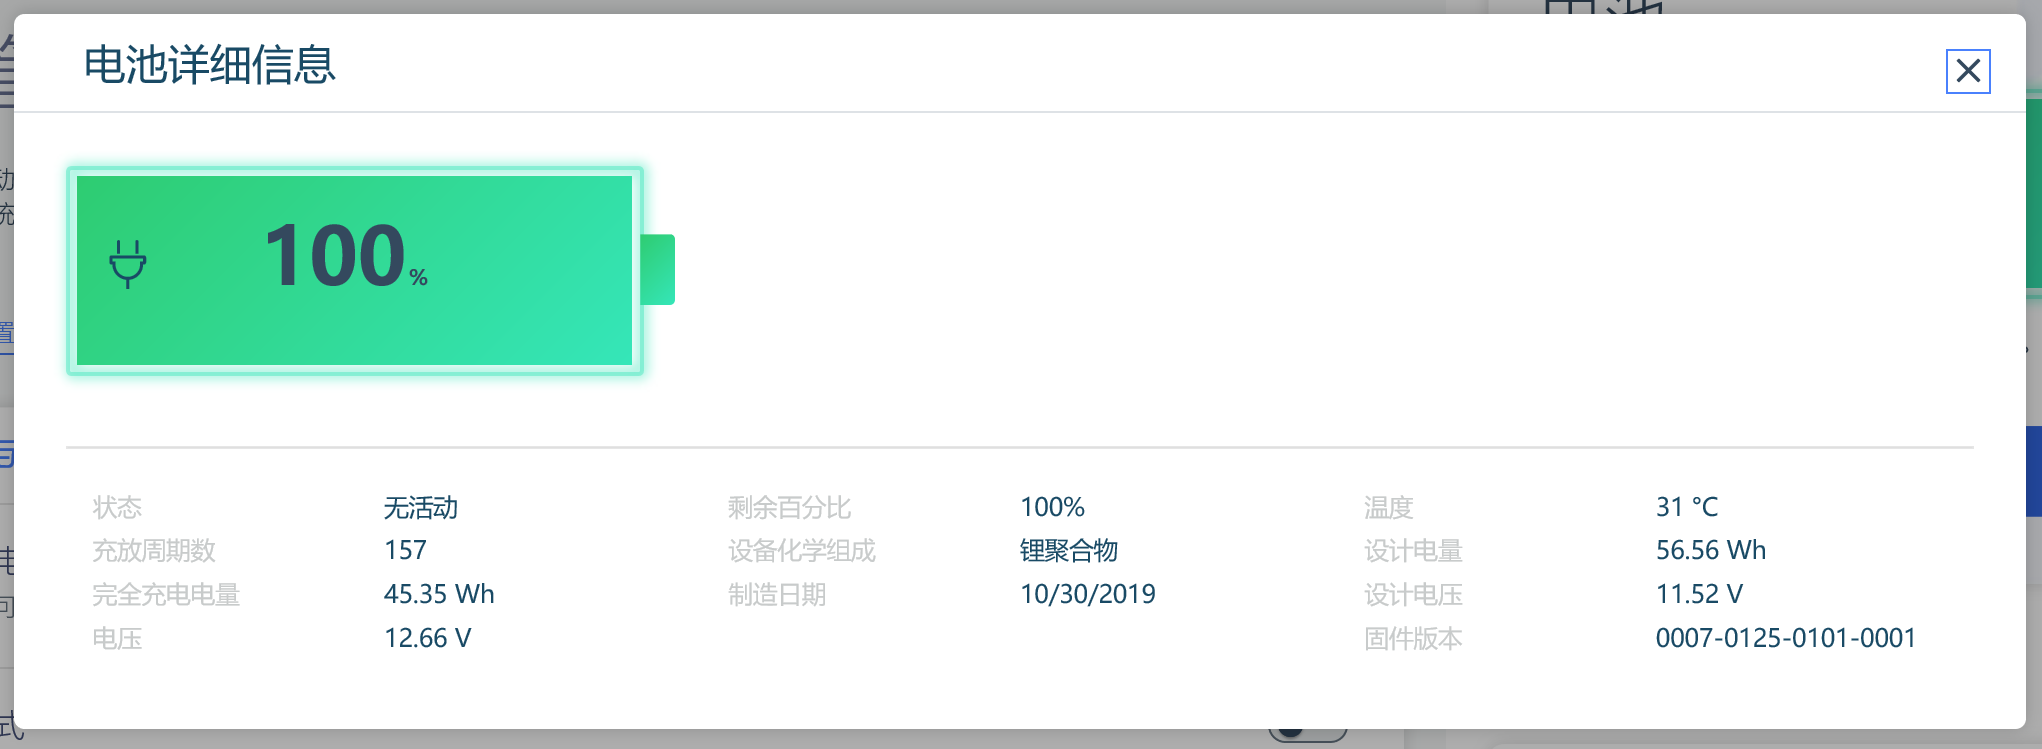 电池详细信息
100%
状态 无活动 剩余百分比 100% 温度 31 °C
充放周期数 157 设备化学组成 锂聚合物 设计电量 56.56 Wh
完全充电电量 45.35 Wh 制造日期 10/30/2019 设计电压 11.52 V
电压 12.66 V 固件版本 0007-0125-0101-0001